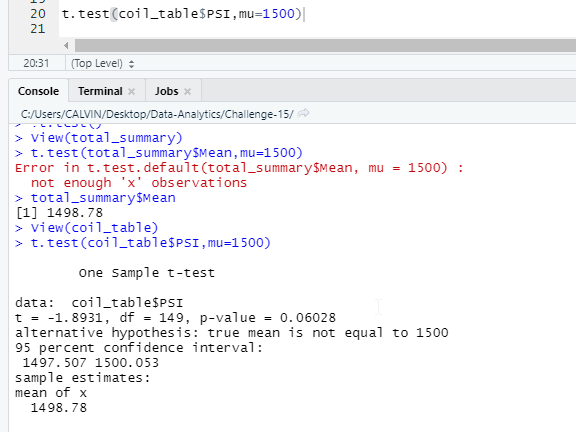 20 t.test(coil_table$PSI,mu=1500)
21
20:31 (Top Level)
Console Terminal × Jobs ×
C:/Users/CALVIN/Desktop/Data-Analytics/Challenge-15/
> View(total_summary)
> t.test(total_summary$Mean,mu=1500)
Error in t.test.default(total_summary$Mean, mu = 1500) :
not enough 'x' observations
> total_summary$Mean
[1] 1498.78
> View(coil_table)
> t.test(coil_table$PSI,mu=1500)
One Sample t-test
data: coil_table$PSI
t = -1.8931, df = 149, p-value = 0.06028
alternative hypothesis: true mean is not equal to 1500
95 percent confidence interval:
1497.507 1500.053
sample estimates:
mean of x
1498.78